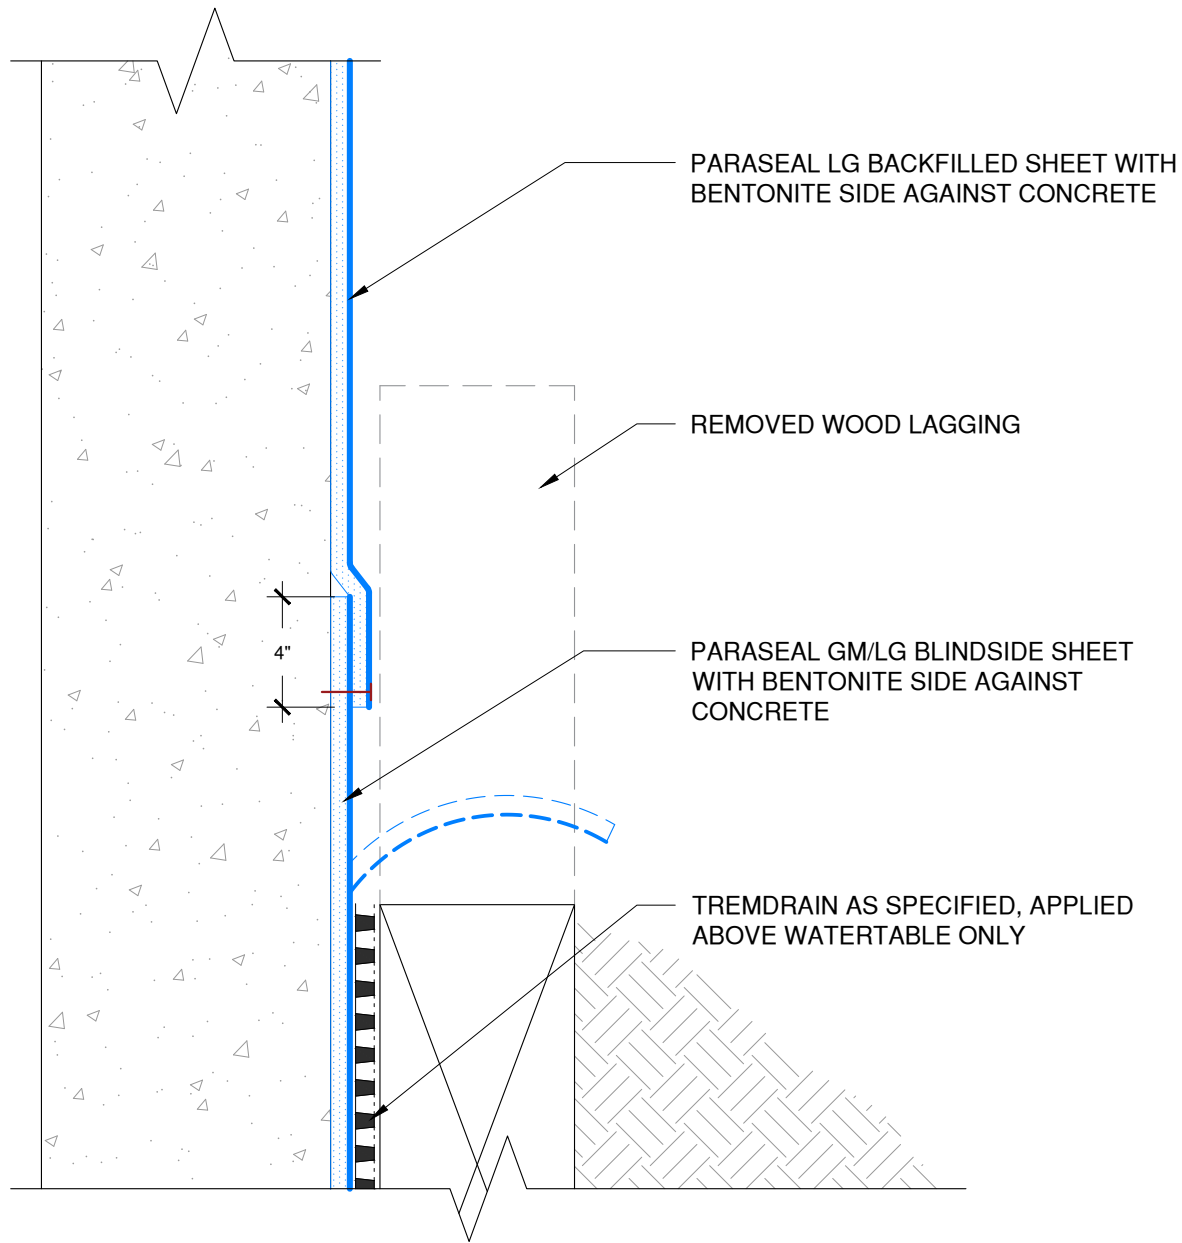 PARASEAL LG BACKFILLED SHEET WITH
BENTONITE SIDE AGAINST CONCRETE
REMOVED WOOD LAGGING
4"
PARASEAL GM/LG BLINDSIDE SHEET
WITH BENTONITE SIDE AGAINST
CONCRETE
TREMDRAIN AS SPECIFIED, APPLIED
ABOVE WATERTABLE ONLY